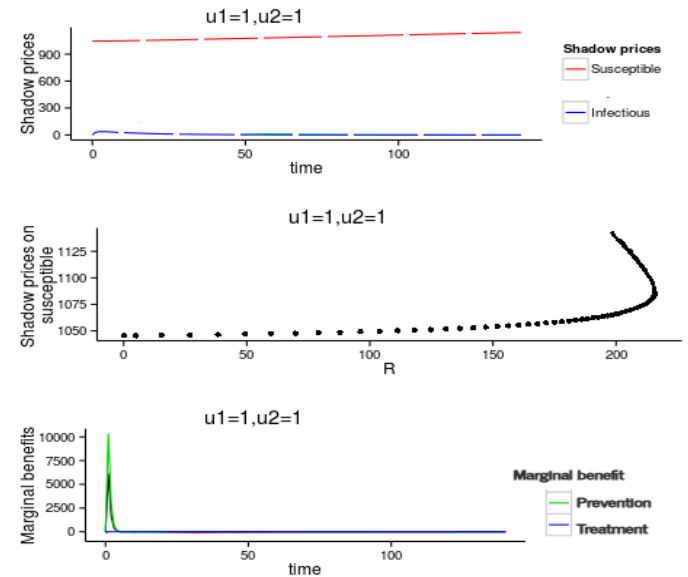 u1=1,u2=1
Shadow prices
900
600
300
0
0
50
100
time
Shadow prices
Susceptible
Infectious
u1=1,u2=1
Shadow prices on
susceptible
1125
1100
1075
1050
0
50
100
150
200
R
u1=1,u2=1
Marginal benefits
10000
7500
5000
2500
0
0
50
100
time
Marginal benefit
Prevention
Treatment